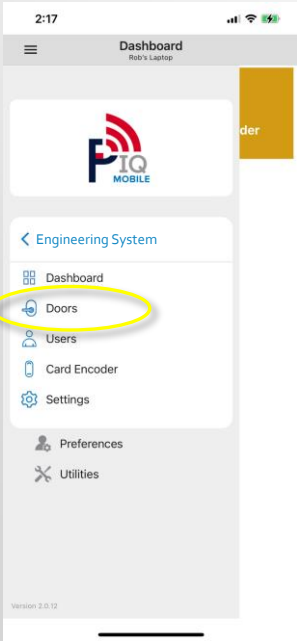 2:17
Dashboard
Rob's Laptop
der
PIQ
MOBILE
Engineering System
Dashboard
Doors
Users
Card Encoder
Settings
Preferences
Utilities
Version 2.0.12